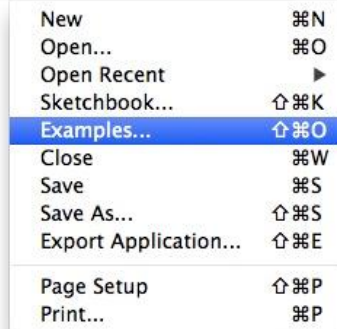 New ⌘N
Open... ⌘O
Open Recent ▶
Sketchbook... ⇧⌘K
Examples... ⇧⌘O
Close ⌘W
Save ⌘S
Save As... ⇧⌘S
Export Application... ⇧⌘E
Page Setup ⇧⌘P
Print... ⌘P